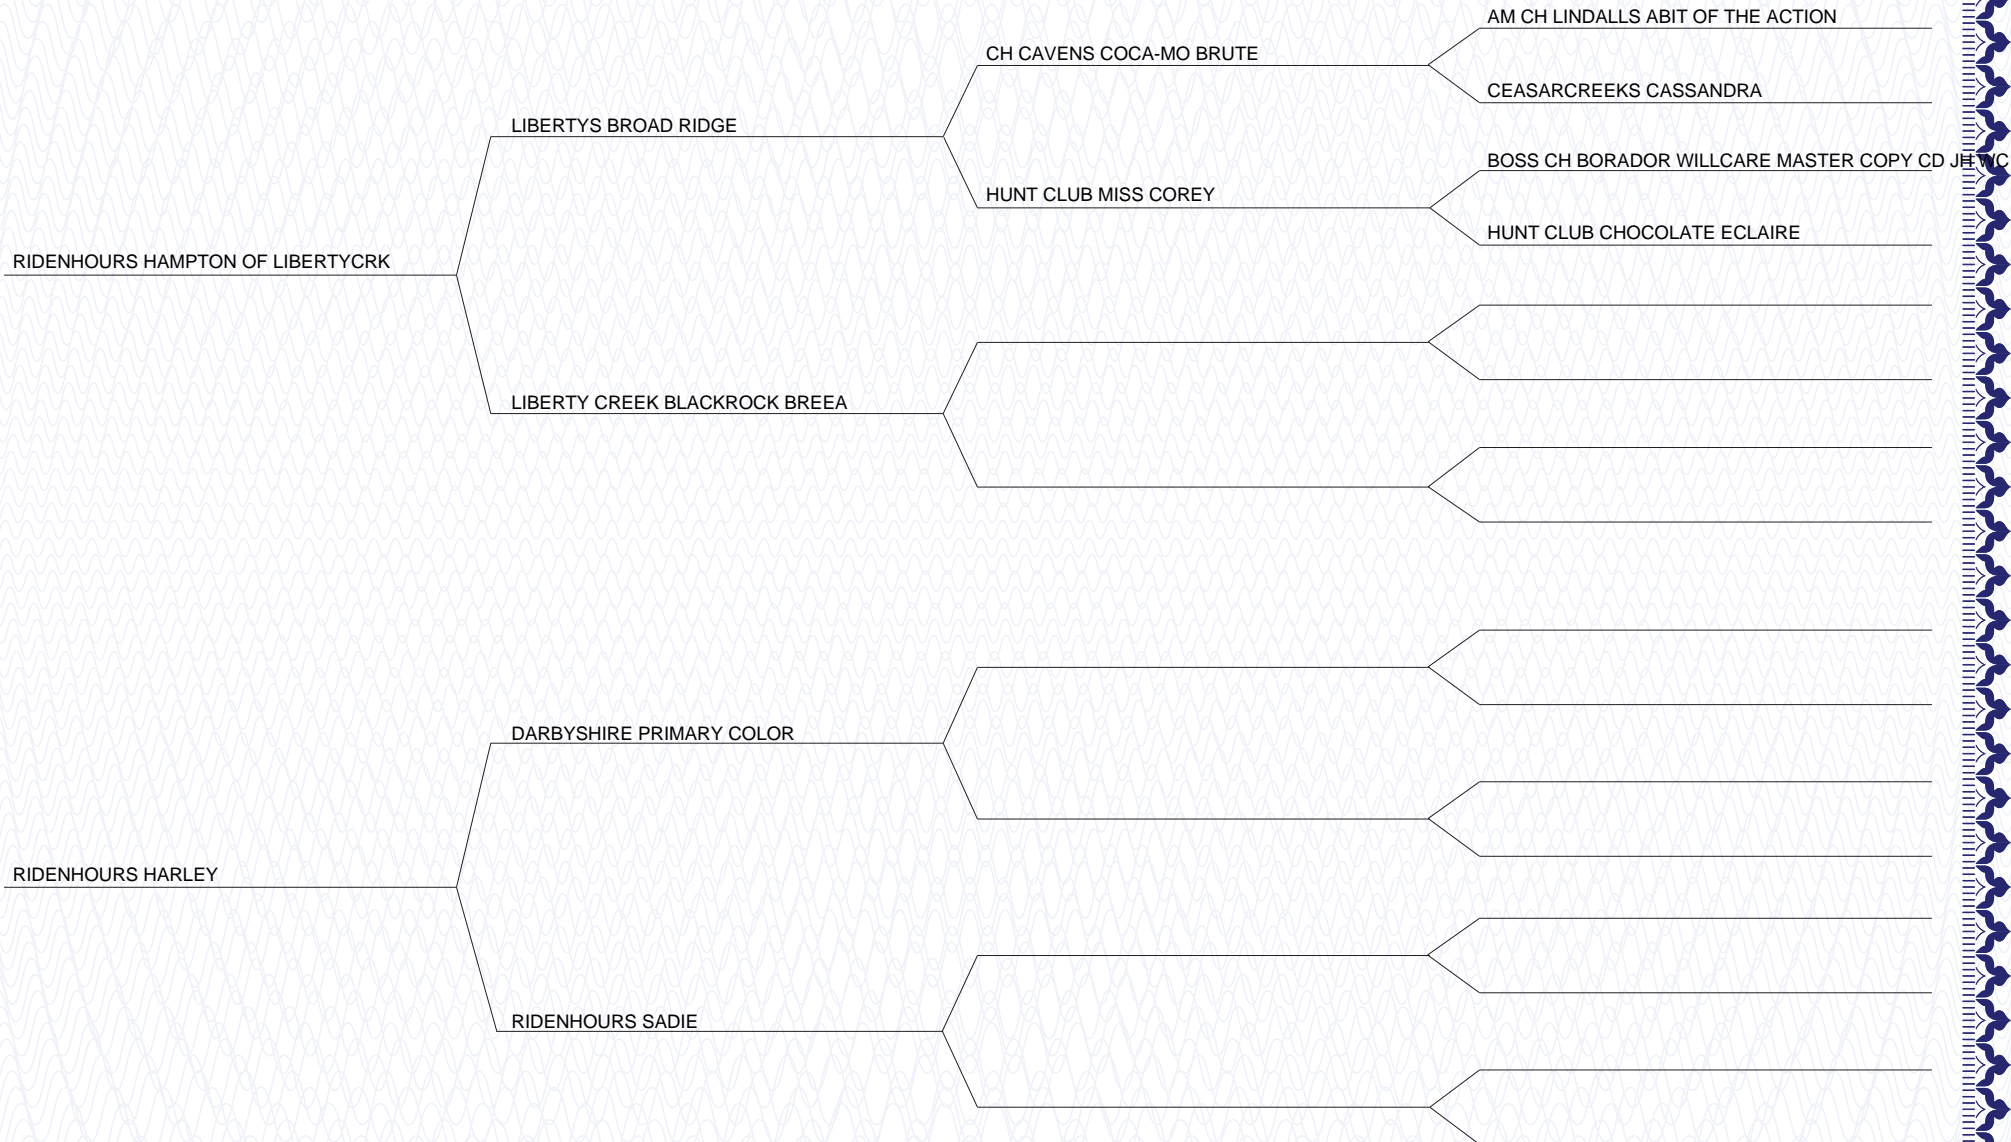 AM CH LINDALLS ABIT OF THE ACTION
CH CAVENS COCA-MO BRUTE
CEASARCREEKS CASSANDRA
LIBERTYS BROAD RIDGE
BOSS CH BORADOR WILLCARE MASTER COPY CD JH WC
HUNT CLUB MISS COREY
HUNT CLUB CHOCOLATE ECLAIRE
RIDENHOURS HAMPTON OF LIBERTYCRK
LIBERTY CREEK BLACKROCK BREEA
DARBYSHIRE PRIMARY COLOR
RIDENHOURS HARLEY
RIDENHOURS SADIE